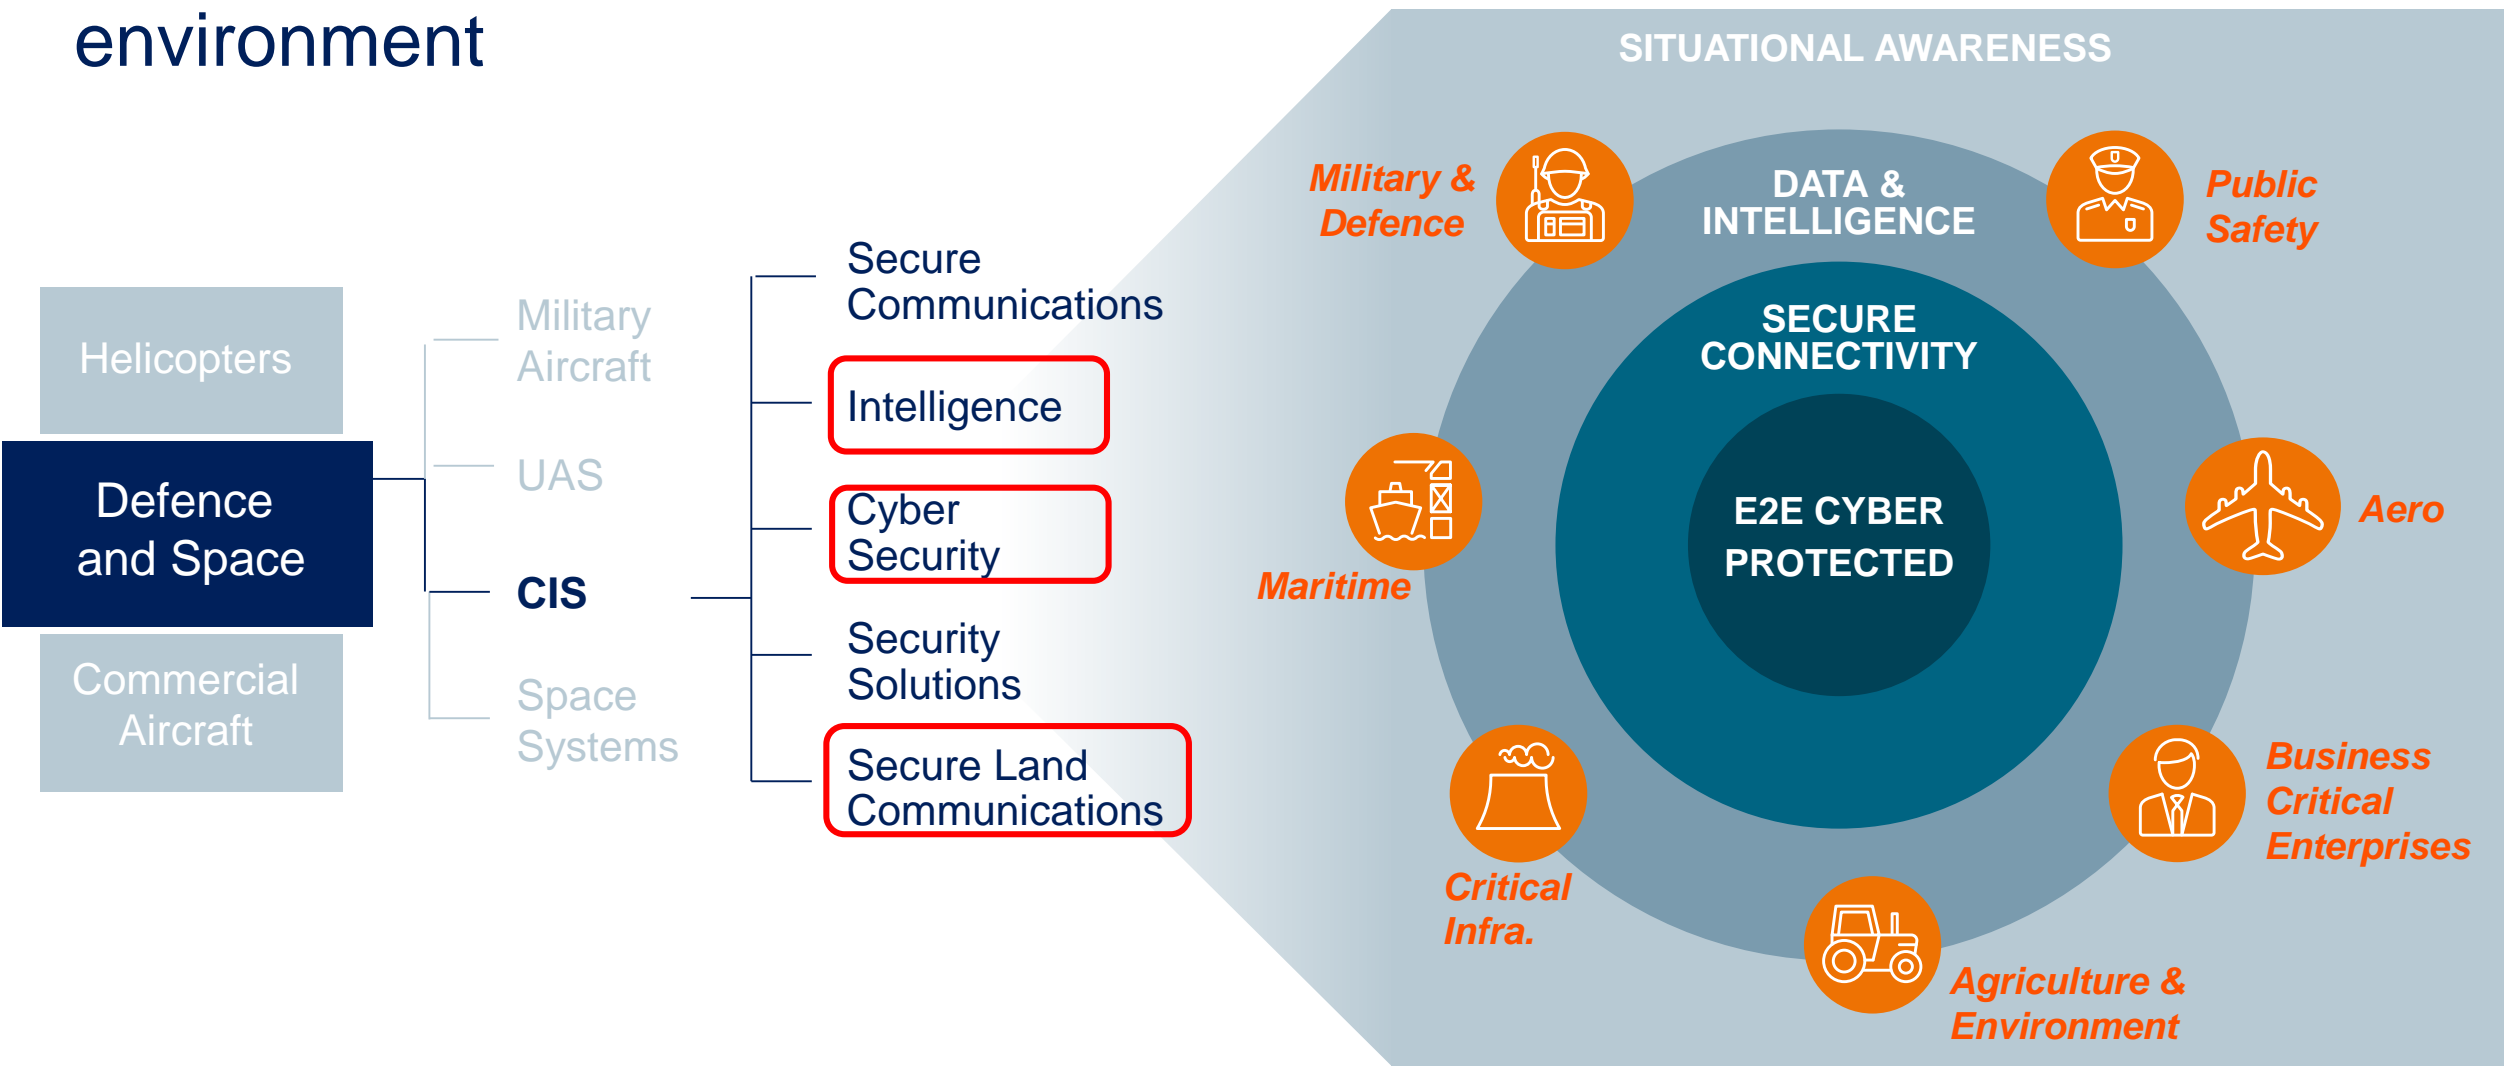 environment
Helicopters
Defence
and Space
Commercial
Aircraft
Military
Aircraft
UAS
CIS
Space
Systems
Secure
Communications
Intelligence
Cyber
Security
Security
Solutions
Secure Land
Communications
SITUATIONAL AWARENESS
DATA &
INTELLIGENCE
SECURE
CONNECTIVITY
E2E CYBER
PROTECTED
Military &
Defence
Public
Safety
Maritime
Aero
Critical
Infra.
Business
Critical
Enterprises
Agriculture &
Environment